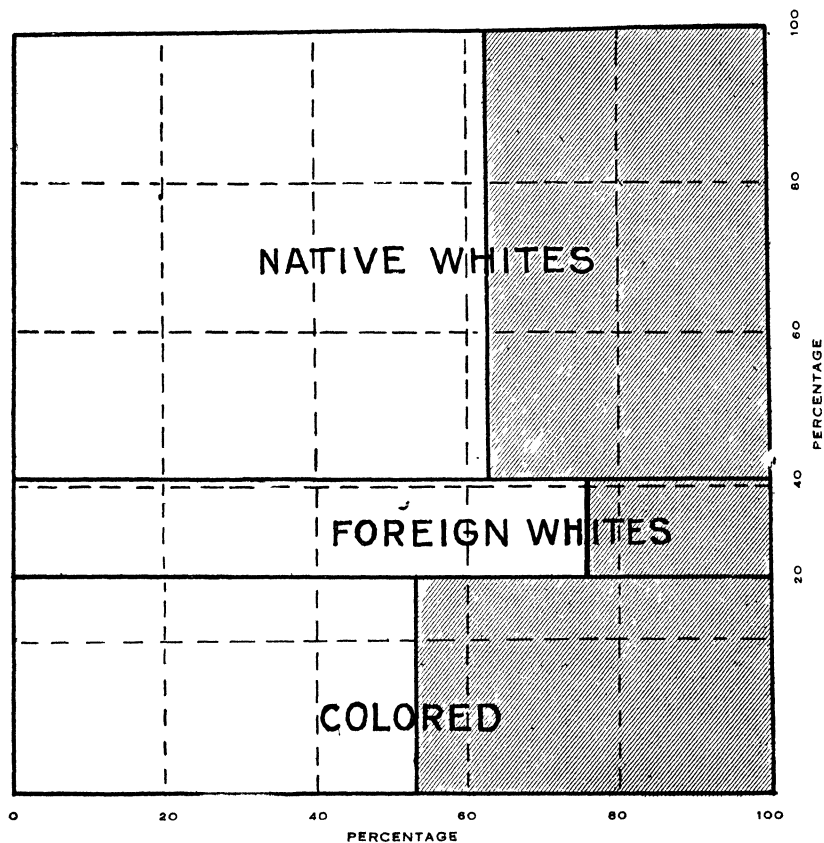 100
80
NATIVE WHITES
60
PERCENTAGE
40
FOREIGN WHITES
20
COLORED
0 20 40 60 80 100
PERCENTAGE